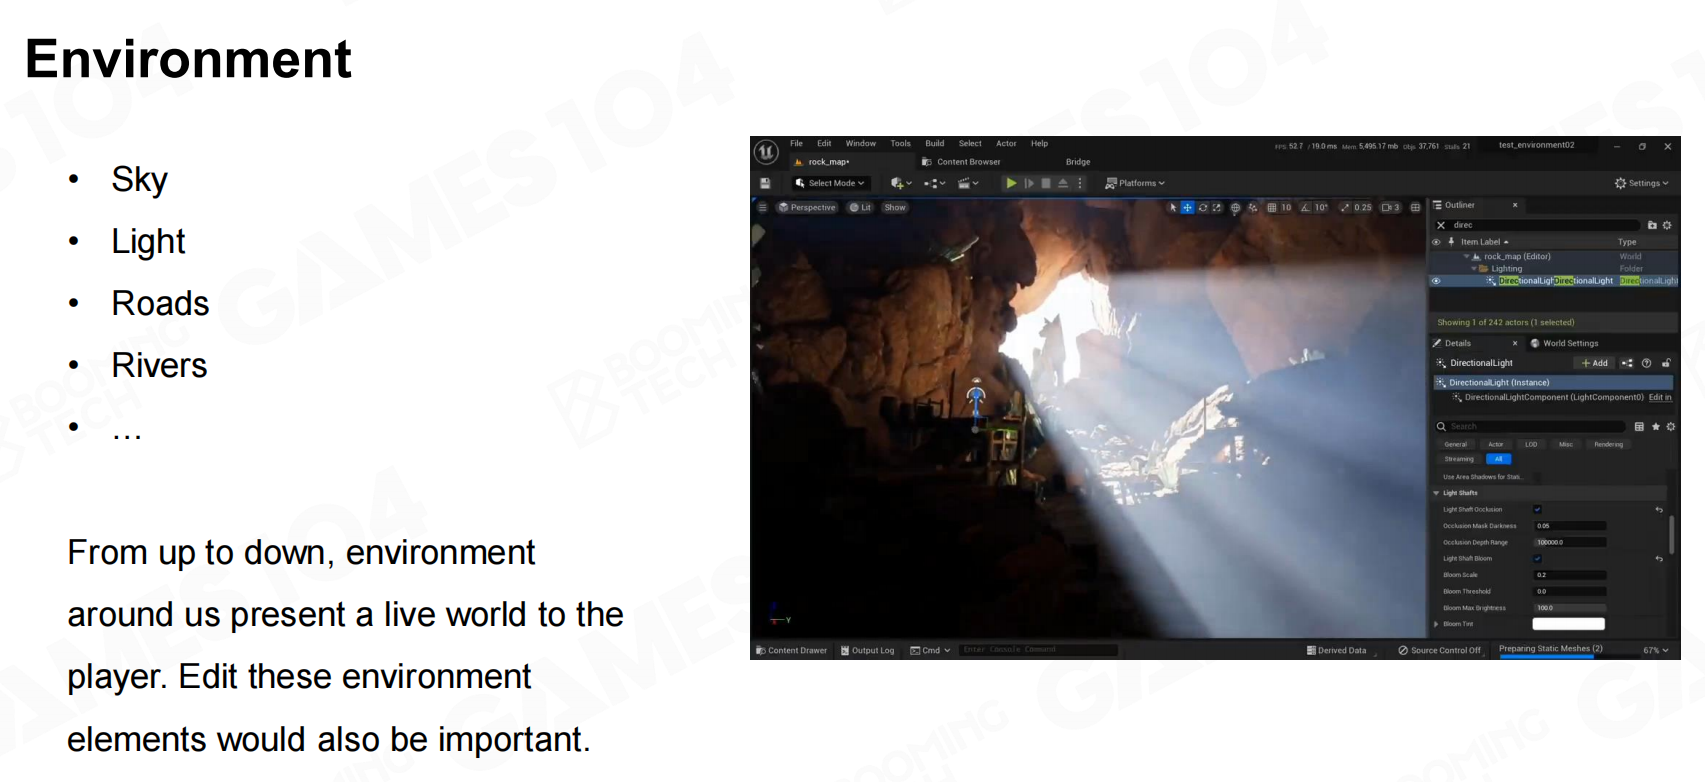 Environment
• Sky
• Light
• Roads
• Rivers
• …
From up to down, environment
around us present a live world to the
player. Edit these environment
elements would also be important.
File Edit Window Tools Build Select Actor Help
FPS: 52.7 / 19.0 ms Mem: 5,495.17 mb Objs: 37,761 Stalls: 21
test_environment02
rock_map•
Content Browser
Bridge
Select Mode
Platforms
Settings
Perspective Lit Show
10 10° 0.25 3
Outliner
direc
Item Label Type
rock_map (Editor) World
Lighting Folder
DirectionalLight DirectionalLight
Showing 1 of 242 actors (1 selected)
Details World Settings
DirectionalLight + Add
DirectionalLight (Instance)
DirectionalLightComponent (LightComponent0) Edit in
Search
General Actor LOD Misc Rendering
Streaming All
Use Area Shadows for Stati...
Light Shafts
Light Shaft Occlusion
Occlusion Mask Darkness 0.05
Occlusion Depth Range 100000.0
Light Shaft Bloom
Bloom Scale 0.2
Bloom Threshold 0.0
Bloom Max Brightness 100.0
Bloom Tint
Y
Content Drawer Output Log Cmd Enter Console Command
Derived Data Source Control Off Preparing Static Meshes (2) 67%
GAMES104
BOOMING
TECH